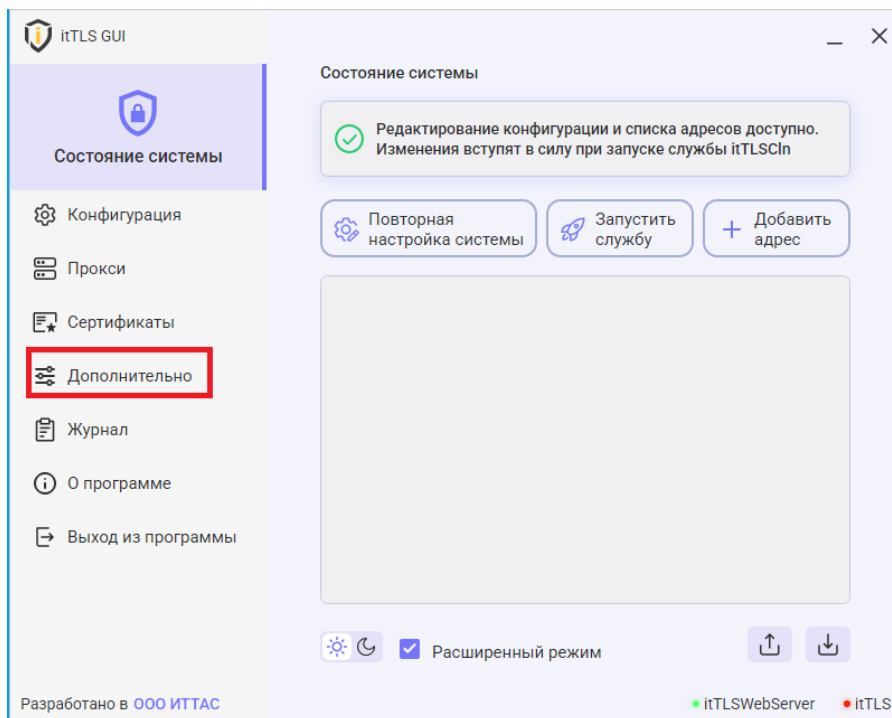 itTLS GUI
Состояние системы
Конфигурация
Прокси
Сертификаты
Дополнительно
Журнал
О программе
Выход из программы
Разработано в ООО ИТТАС
Состояние системы
Редактирование конфигурации и списка адресов доступно.
Изменения вступят в силу при запуске службы itTLSCln
Повторная
настройка системы
Запустить
службу
Добавить
адрес
Расширенный режим
itTLSWebServer
itTLS